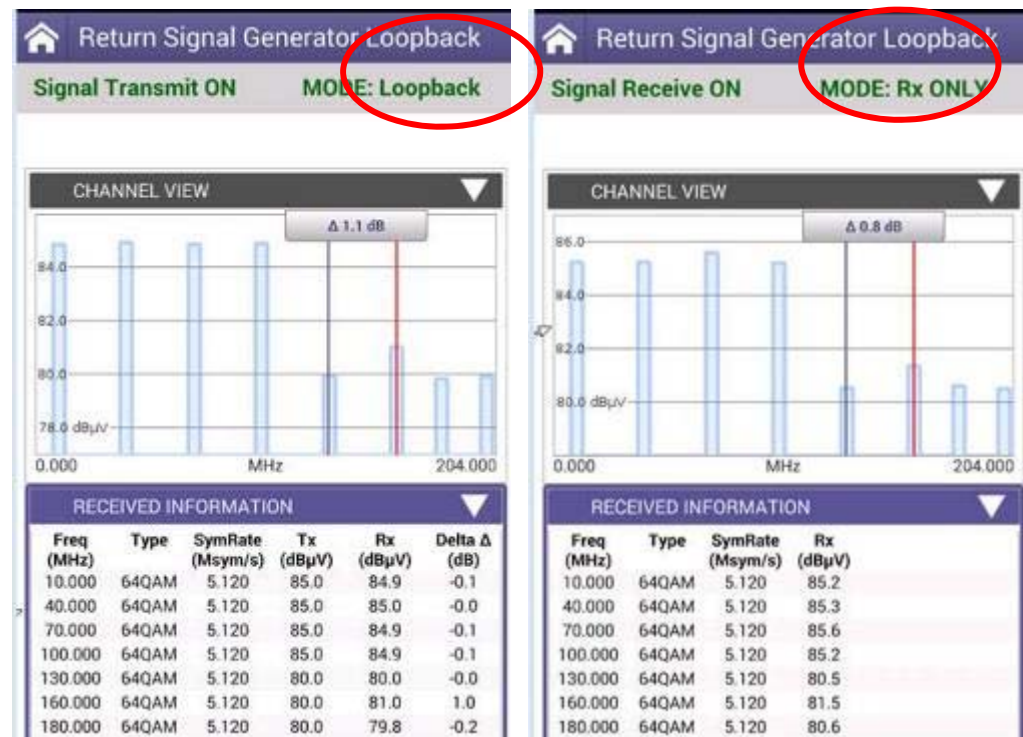 Return Signal Generator Loopback
Signal Transmit ON MODE: Loopback
CHANNEL VIEW
Δ 1.1 dB
84.0
82.0
80.0
78.0 dBµV
0.000 MHz 204.000
RECEIVED INFORMATION
Freq Type SymRate Tx Rx Delta Δ
(MHz) (Msym/s) (dBµV) (dBµV) (dB)
10.000 64QAM 5.120 85.0 84.9 -0.1
40.000 64QAM 5.120 85.0 85.0 -0.0
70.000 64QAM 5.120 85.0 84.9 -0.1
100.000 64QAM 5.120 85.0 84.9 -0.1
130.000 64QAM 5.120 80.0 80.0 -0.0
160.000 64QAM 5.120 80.0 81.0 1.0
180.000 64QAM 5.120 80.0 79.8 -0.2
Return Signal Generator Loopback
Signal Receive ON MODE: Rx ONLY
CHANNEL VIEW
Δ 0.8 dB
86.0
84.0
82.0
80.0 dBµV
0.000 MHz 204.000
RECEIVED INFORMATION
Freq Type SymRate Rx
(MHz) (Msym/s) (dBµV)
10.000 64QAM 5.120 85.2
40.000 64QAM 5.120 85.3
70.000 64QAM 5.120 85.6
100.000 64QAM 5.120 85.2
130.000 64QAM 5.120 80.5
160.000 64QAM 5.120 81.5
180.000 64QAM 5.120 80.6